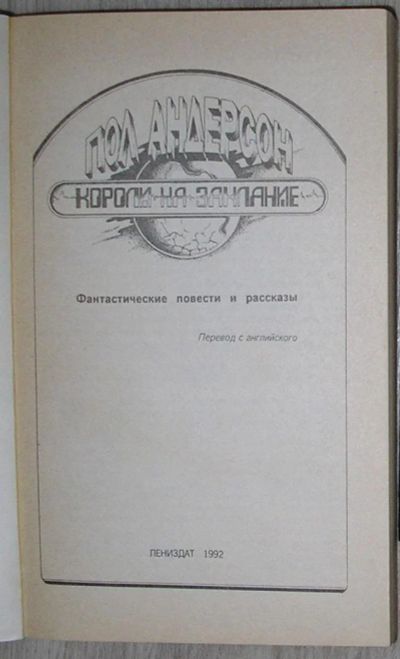 ПОЛ АНДЕРСОН
КОРОЛИ НА ЗАКЛАНИЕ
Фантастические повести и рассказы
Перевод с английского
ЛЕНИЗДАТ 1992